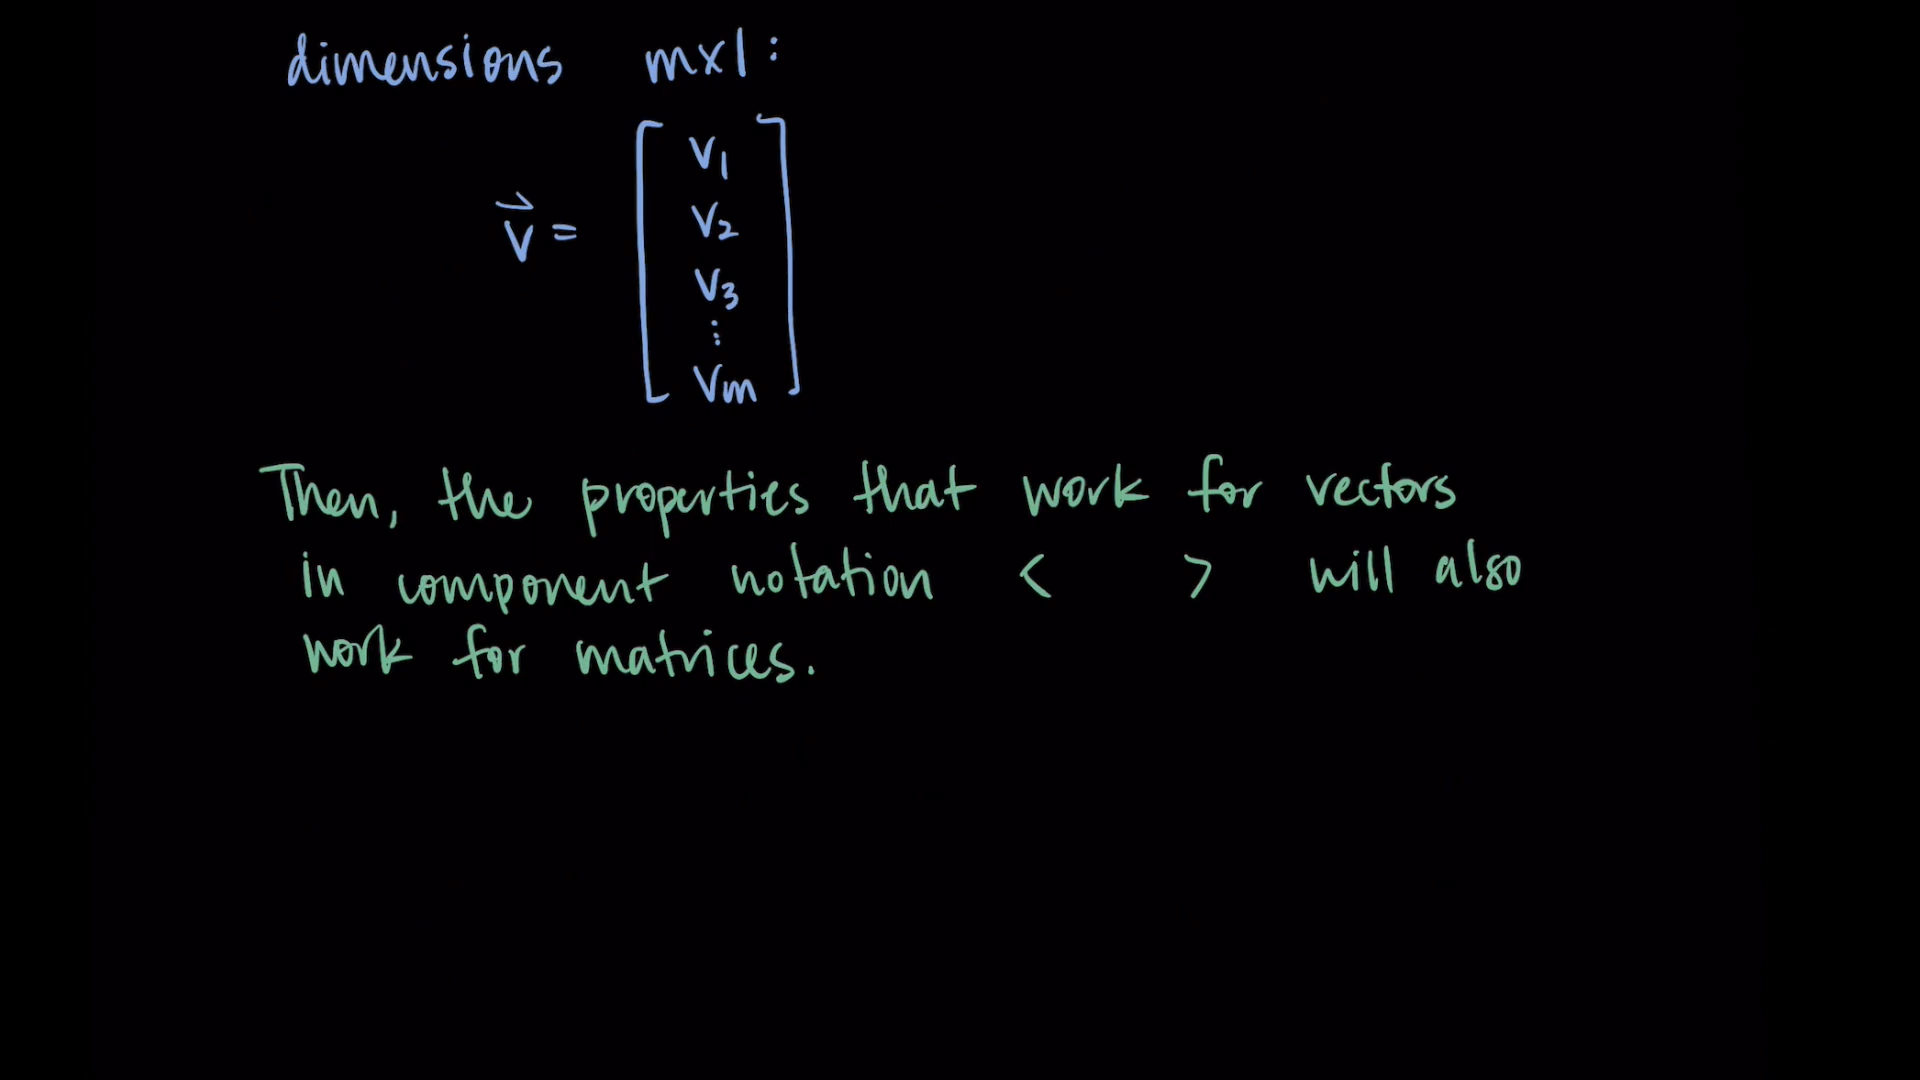 dimensions mx1:
v⃗ = [ v₁
v₂
v₃
⋮
vₘ ]
Then, the properties that work for vectors
in component notation < > will also
work for matrices.